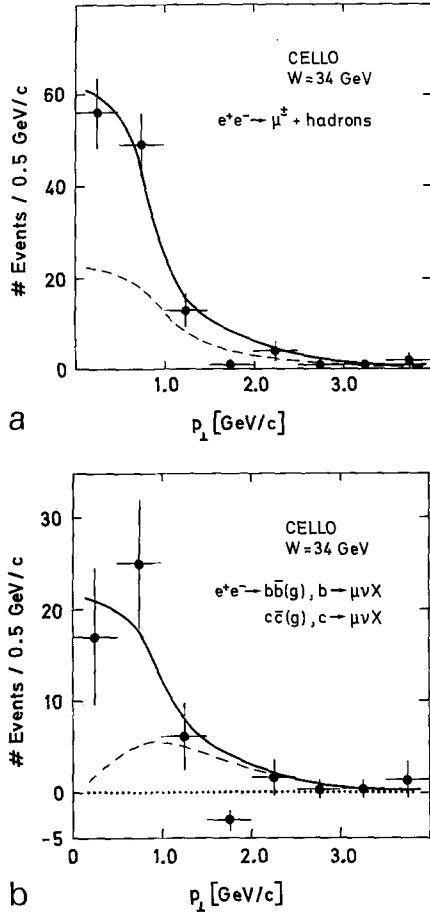 CELLO
W = 34 GeV
e⁺e⁻ → μ± + hadrons
# Events / 0.5 GeV/c
60
40
20
0
1.0
2.0
3.0
p⊥ [GeV/c]
a
CELLO
W = 34 GeV
e⁺e⁻ → bb̄(g), b → μνX
cc̄(g), c → μνX
# Events / 0.5 GeV/c
30
20
10
0
-5
0
1.0
2.0
3.0
p⊥ [GeV/c]
b